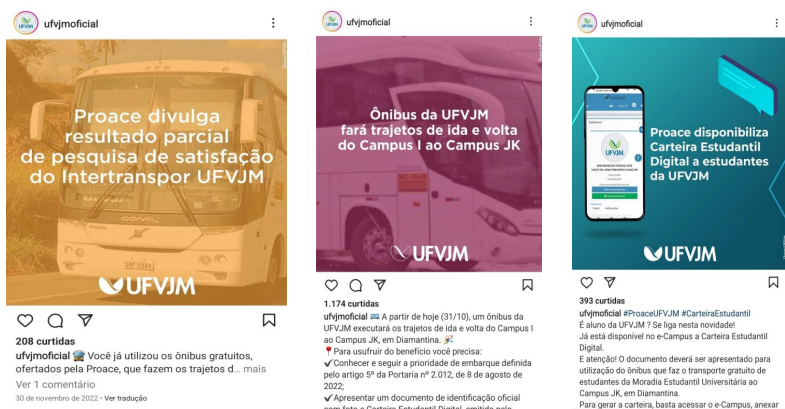 ufvjmoficial
Proace divulga
resultado parcial
de pesquisa de satisfação
do Intertranspor UFVJM
UFVJM
208 curtidas
ufvjmoficial Você já utilizou os ônibus gratuitos,
ofertados pela Proace, que fazem os trajetos d... mais
Ver 1 comentário
30 de novembro de 2022 • Ver tradução
ufvjmoficial
Ônibus da UFVJM
fará trajetos de ida e volta
do Campus I ao Campus JK
UFVJM
1.174 curtidas
ufvjmoficial A partir de hoje (31/10), um ônibus da
UFVJM executará os trajetos de ida e volta do Campus I
ao Campus JK, em Diamantina.
Para usufruir do benefício você precisa:
✓Conhecer e seguir a prioridade de embarque definida
pelo artigo 5º da Portaria nº 2.012, de 8 de agosto de
2022;
✓Apresentar um documento de identificação oficial
ufvjmoficial
UFVJM
Proace disponibiliza
Carteira Estudantil
Digital a estudantes
da UFVJM
UFVJM
393 curtidas
ufvjmoficial #ProaceUFVJM #CarteiraEstudantil
É aluno da UFVJM ? Se liga nesta novidade!
Já está disponível no e-Campus a Carteira Estudantil
Digital.
E atenção! O documento deverá ser apresentado para
utilização do ônibus que faz o transporte gratuito de
estudantes da Moradia Estudantil Universitária ao
Campus JK, em Diamantina.
Para gerar a carteira, basta acessar o e-Campus, anexar